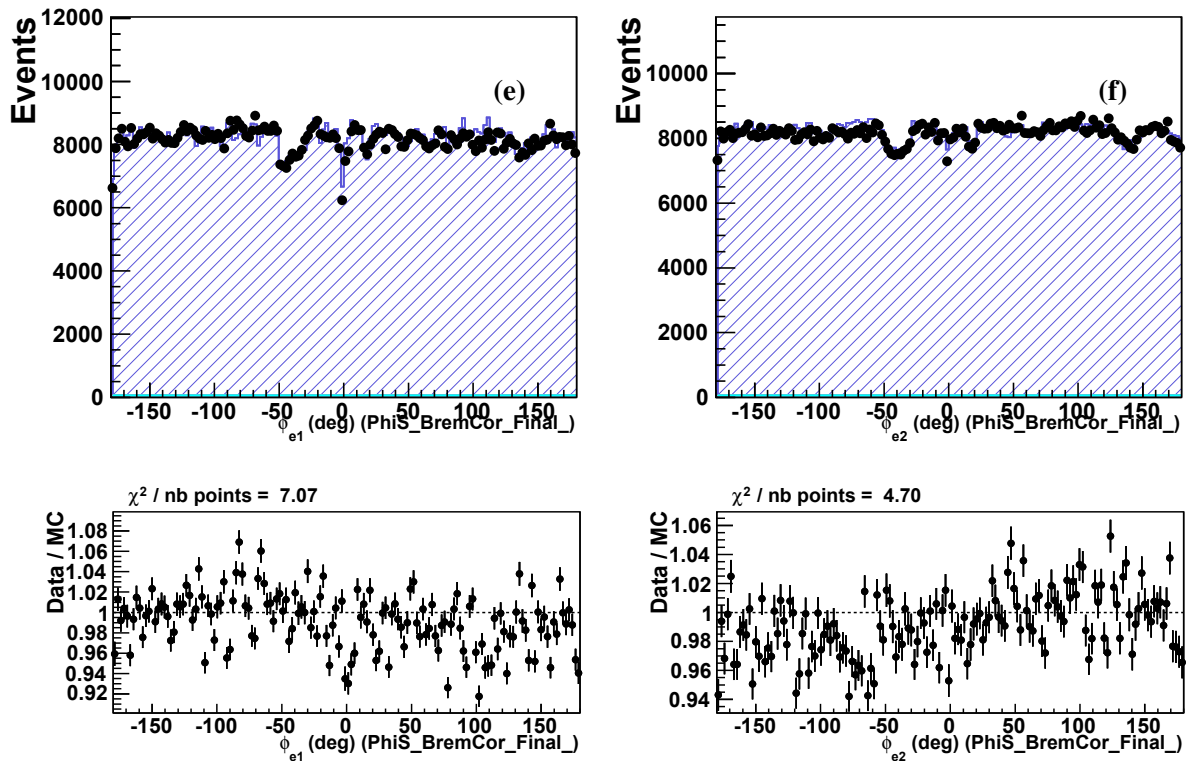 Events
12000
10000
8000
6000
4000
2000
0
(e)
-150 -100 -50 0 50 100 150
ϕe1 (deg) (PhiS_BremCor_Final_)
Events
10000
8000
6000
4000
2000
0
(f)
-150 -100 -50 0 50 100 150
ϕe2 (deg) (PhiS_BremCor_Final_)
χ² / nb points = 7.07
Data / MC
1.08
1.06
1.04
1.02
1
0.98
0.96
0.94
0.92
-150 -100 -50 0 50 100 150
ϕe1 (deg) (PhiS_BremCor_Final_)
χ² / nb points = 4.70
Data / MC
1.06
1.04
1.02
1
0.98
0.96
0.94
-150 -100 -50 0 50 100 150
ϕe2 (deg) (PhiS_BremCor_Final_)